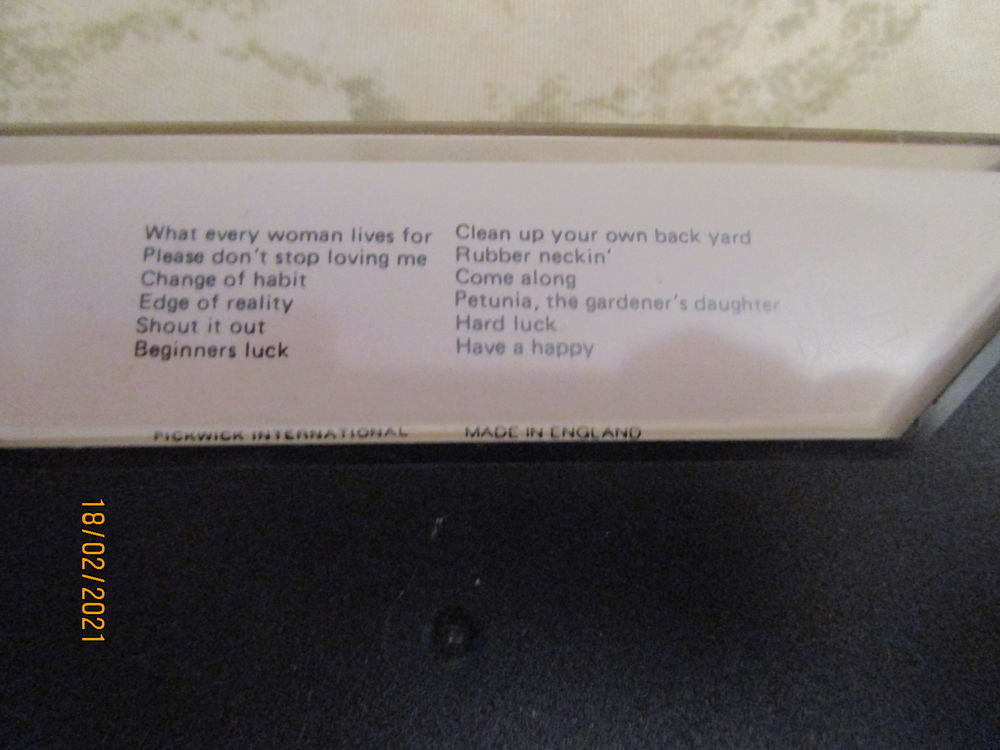 What every woman lives for
Please don't stop loving me
Change of habit
Edge of reality
Shout it out
Beginners luck
Clean up your own back yard
Rubber neckin'
Come along
Petunia, the gardener's daughter
Hard luck
Have a happy
PICKWICK INTERNATIONAL MADE IN ENGLAND
18/02/2021